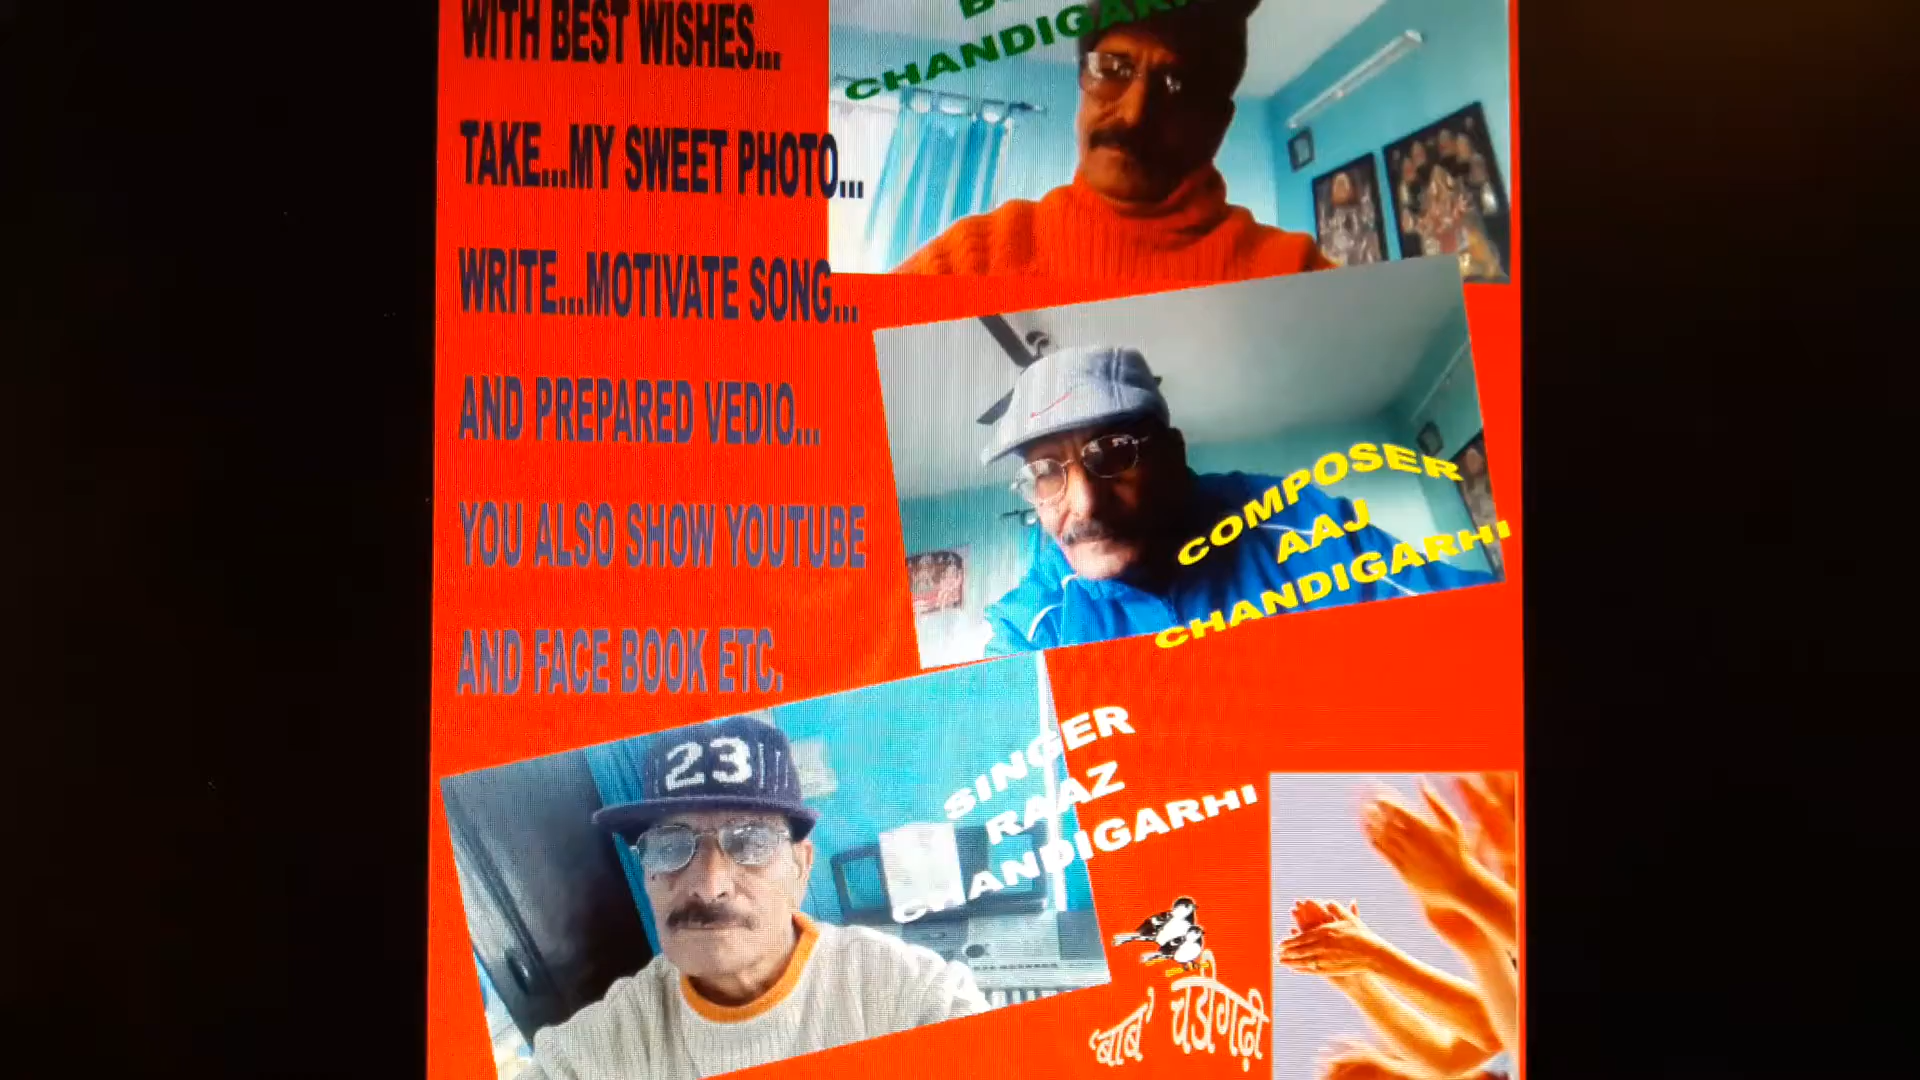 WITH BEST WISHES...
TAKE...MY SWEET PHOTO...
WRITE...MOTIVATE SONG...
AND PREPARED VEDIO...
YOU ALSO SHOW YOUTUBE
AND FACE BOOK ETC.
CHANDIGARHI
COMPOSER
AAJ
CHANDIGARHI
23
SINGER
RAAZ
CHANDIGARHI
'बाब' चंडीगढ़ी